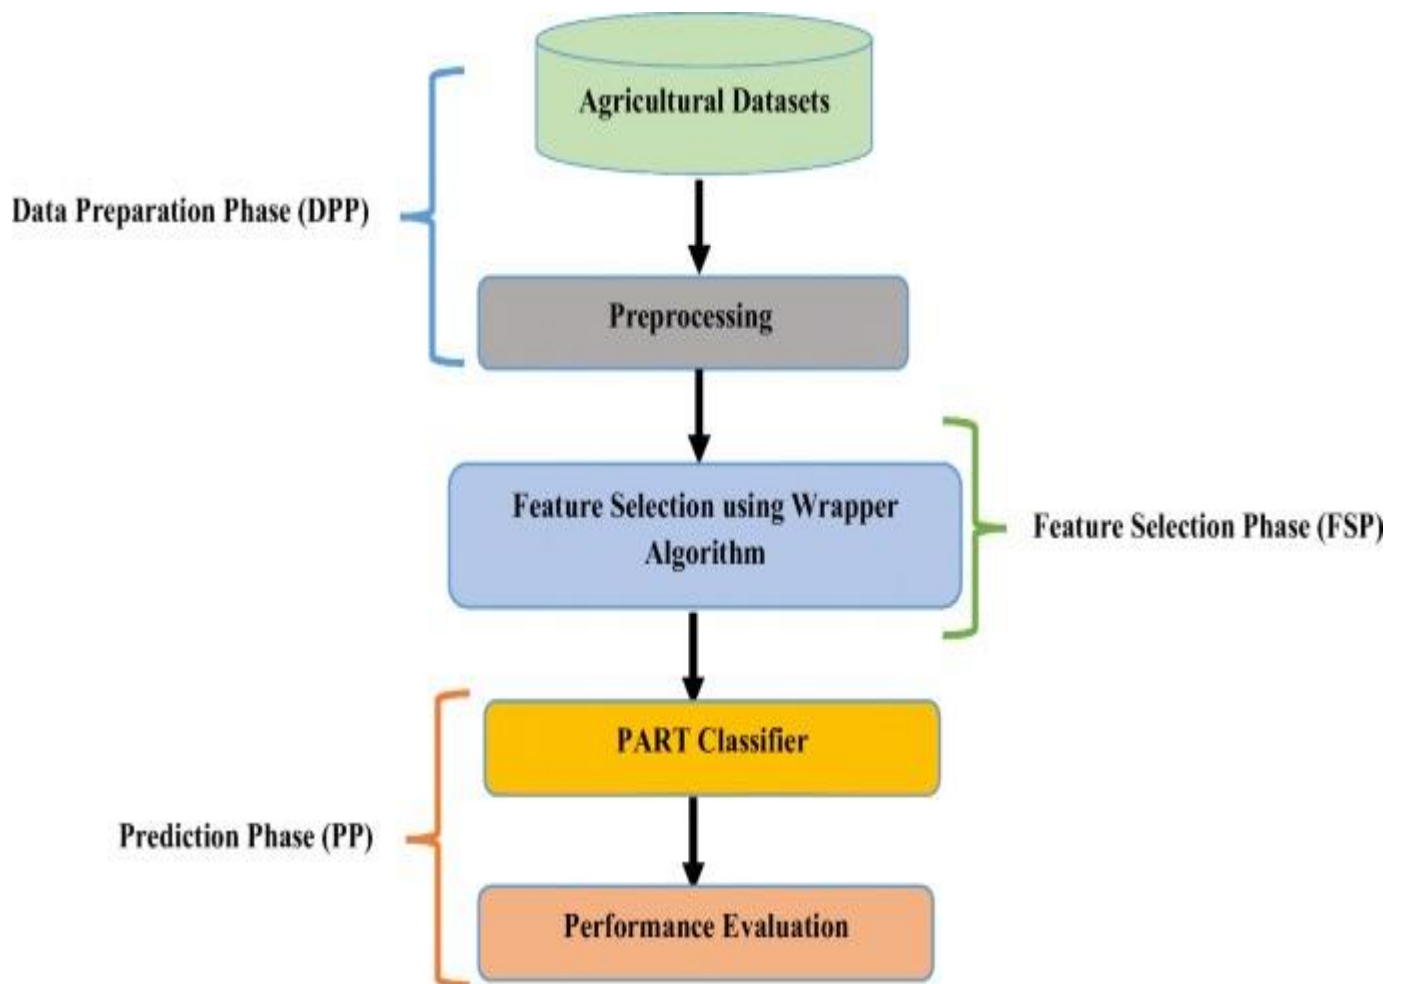 Agricultural Datasets
Data Preparation Phase (DPP)
Preprocessing
Feature Selection using Wrapper
Algorithm
Feature Selection Phase (FSP)
PART Classifier
Prediction Phase (PP)
Performance Evaluation